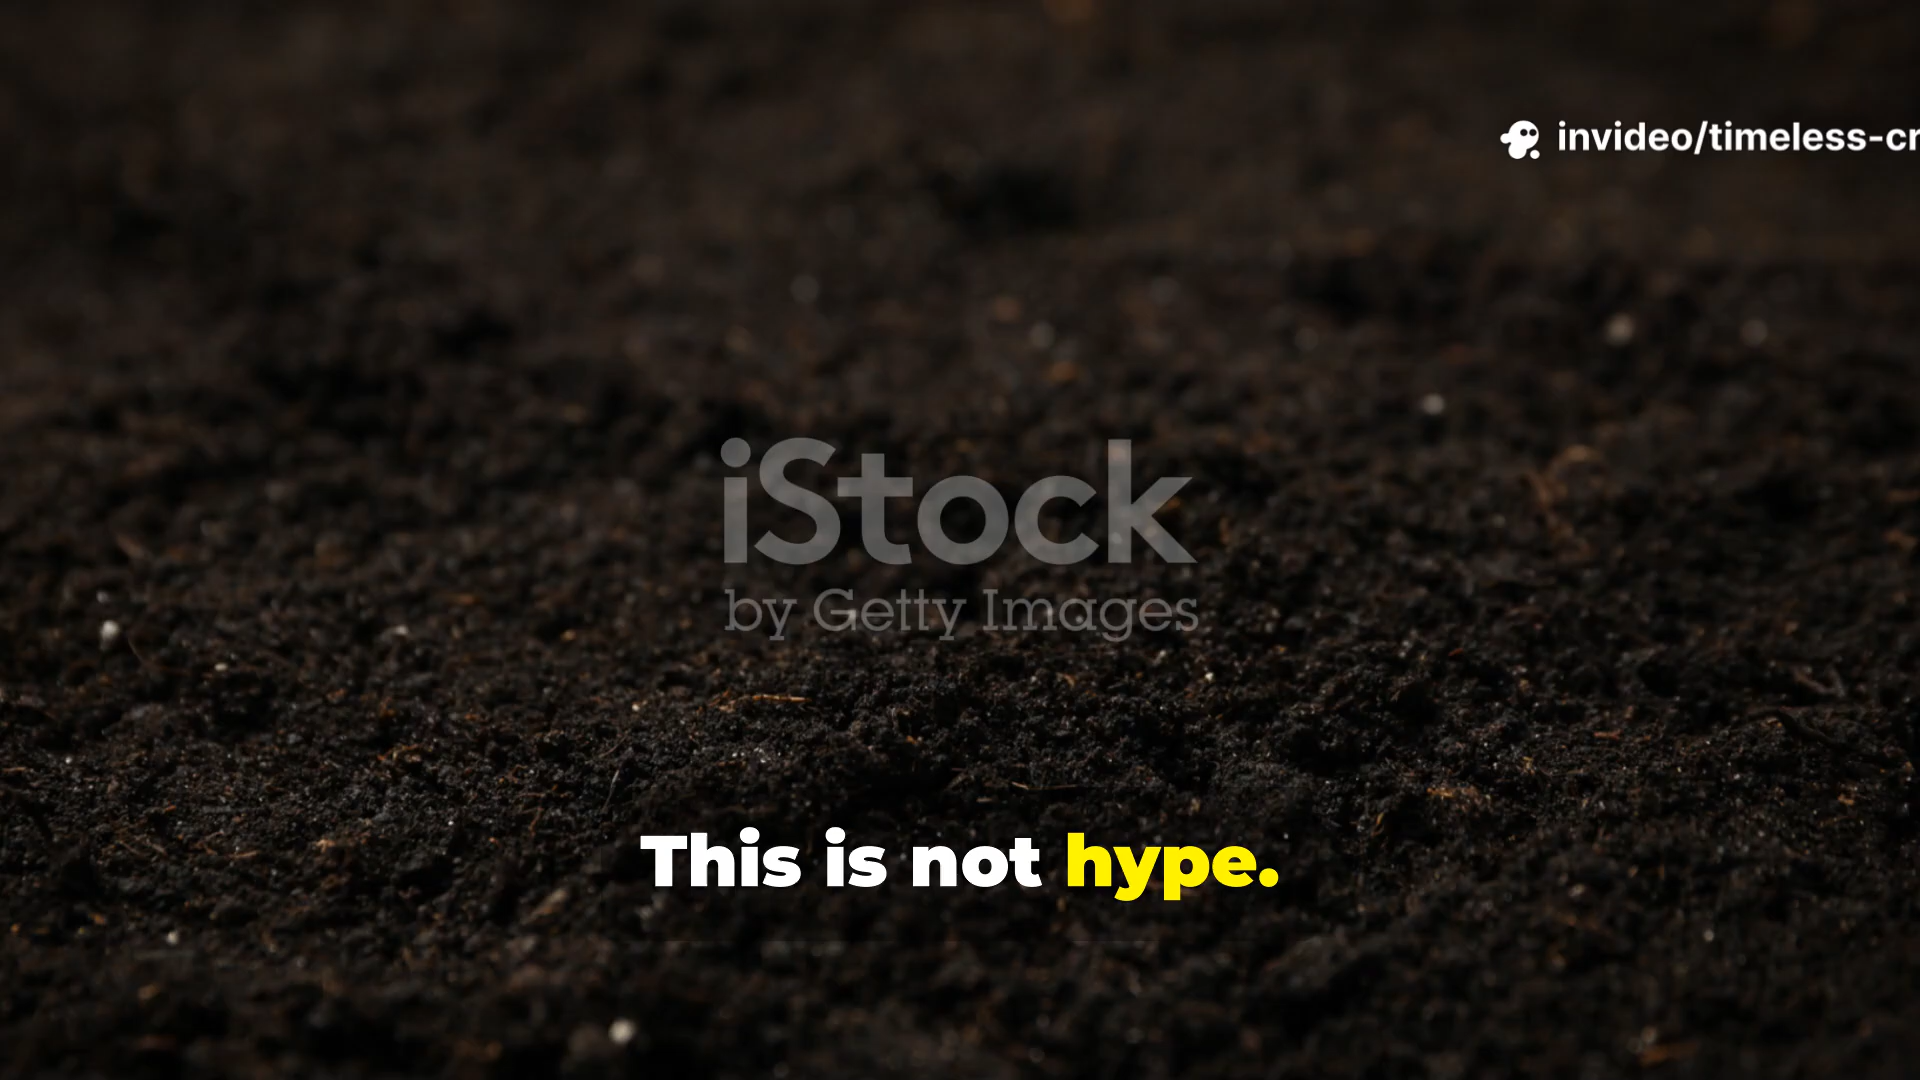 invideo/timeless-cr
iStock
by Getty Images
This is not hype.